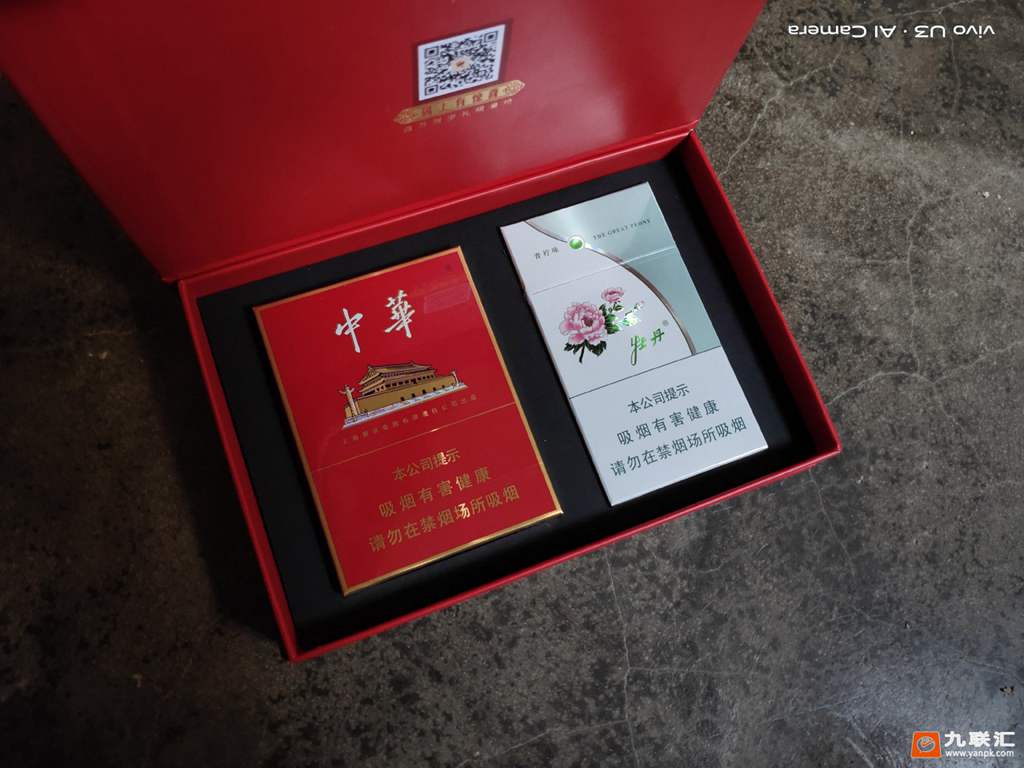 vivo U3 · AI Camera
中華
本公司提示
吸烟有害健康
请勿在禁烟场所吸烟
青柠味
THE GREAT PEONY
牡丹®
本公司提示
吸烟有害健康
请勿在禁烟场所吸烟
九联汇
www.yanpk.com